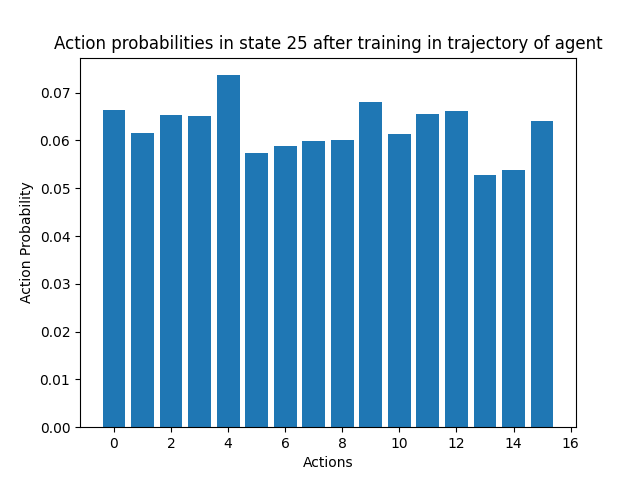 Action probabilities in state 25 after training in trajectory of agent
0.07
0.06
0.05
0.04
0.03
0.02
0.01
0.00
Action Probability
0 2 4 6 8 10 12 14 16
Actions